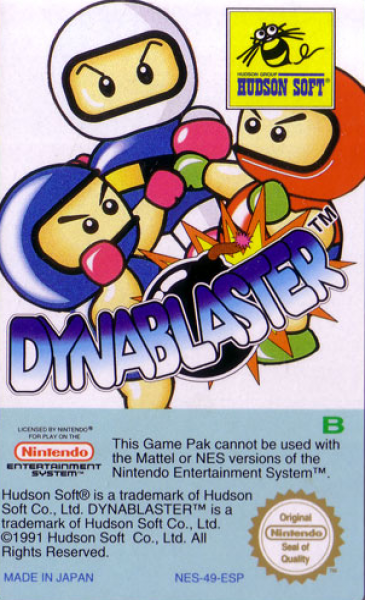 HUDSON GROUP
HUDSON SOFT®
DYNABLASTER™
B
LICENSED BY NINTENDO®
FOR PLAY ON THE
Nintendo®
ENTERTAINMENT
SYSTEM™
This Game Pak cannot be used with
the Mattel or NES versions of the
Nintendo Entertainment System™.
Hudson Soft® is a trademark of Hudson
Soft Co., Ltd. DYNABLASTER™ is a
trademark of Hudson Soft Co., Ltd.
©1991 Hudson Soft Co., Ltd. All
Rights Reserved.
Original
Nintendo
Seal of
Quality
MADE IN JAPAN
NES-49-ESP